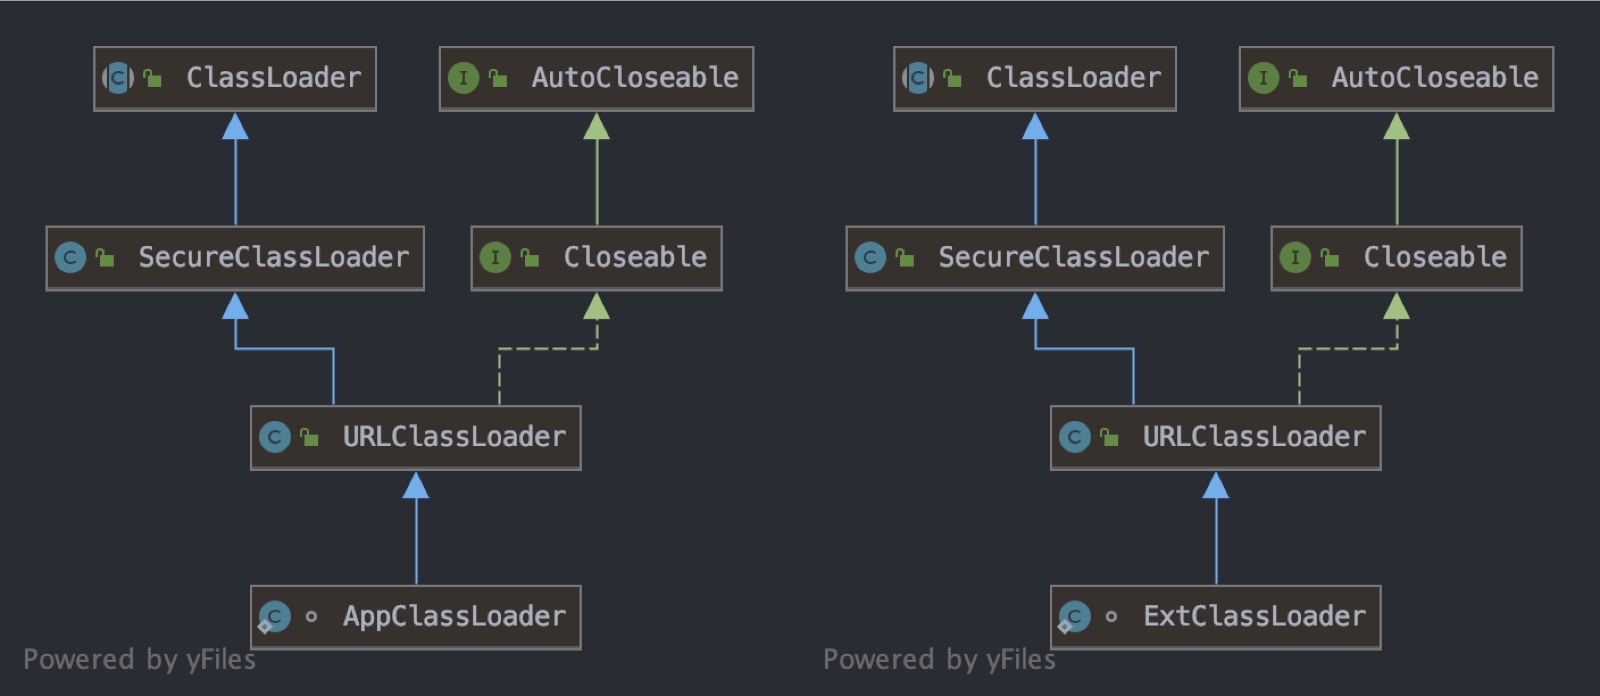 ClassLoader
AutoCloseable
SecureClassLoader
Closeable
URLClassLoader
AppClassLoader
Powered by yFiles
ClassLoader
AutoCloseable
SecureClassLoader
Closeable
URLClassLoader
ExtClassLoader
Powered by yFiles